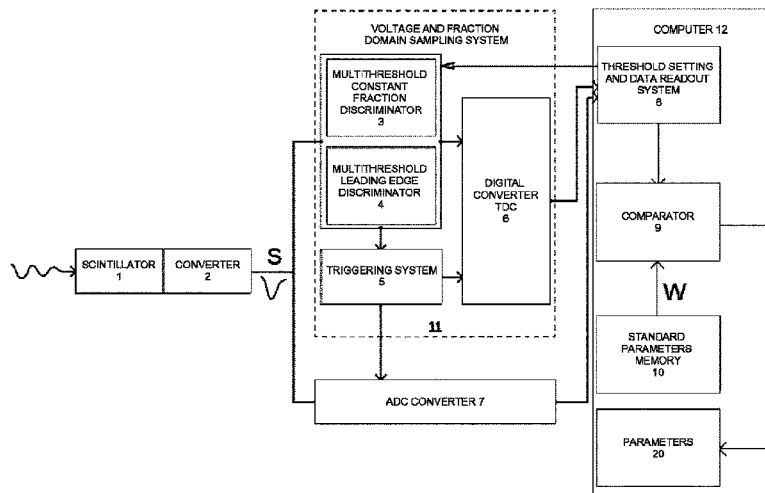 VOLTAGE AND FRACTION
DOMAIN SAMPLING SYSTEM
COMPUTER 12
MULTITHRESHOLD
CONSTANT
FRACTION
DISCRIMINATOR
3
MULTITHRESHOLD
LEADING EDGE
DISCRIMINATOR
4
DIGITAL
CONVERTER
TDC
6
THRESHOLD SETTING
AND DATA READOUT
SYSTEM
8
COMPARATOR
9
SCINTILLATOR
1
CONVERTER
2
S
TRIGGERING SYSTEM
5
11
W
STANDARD
PARAMETERS
MEMORY
10
ADC CONVERTER 7
PARAMETERS
20